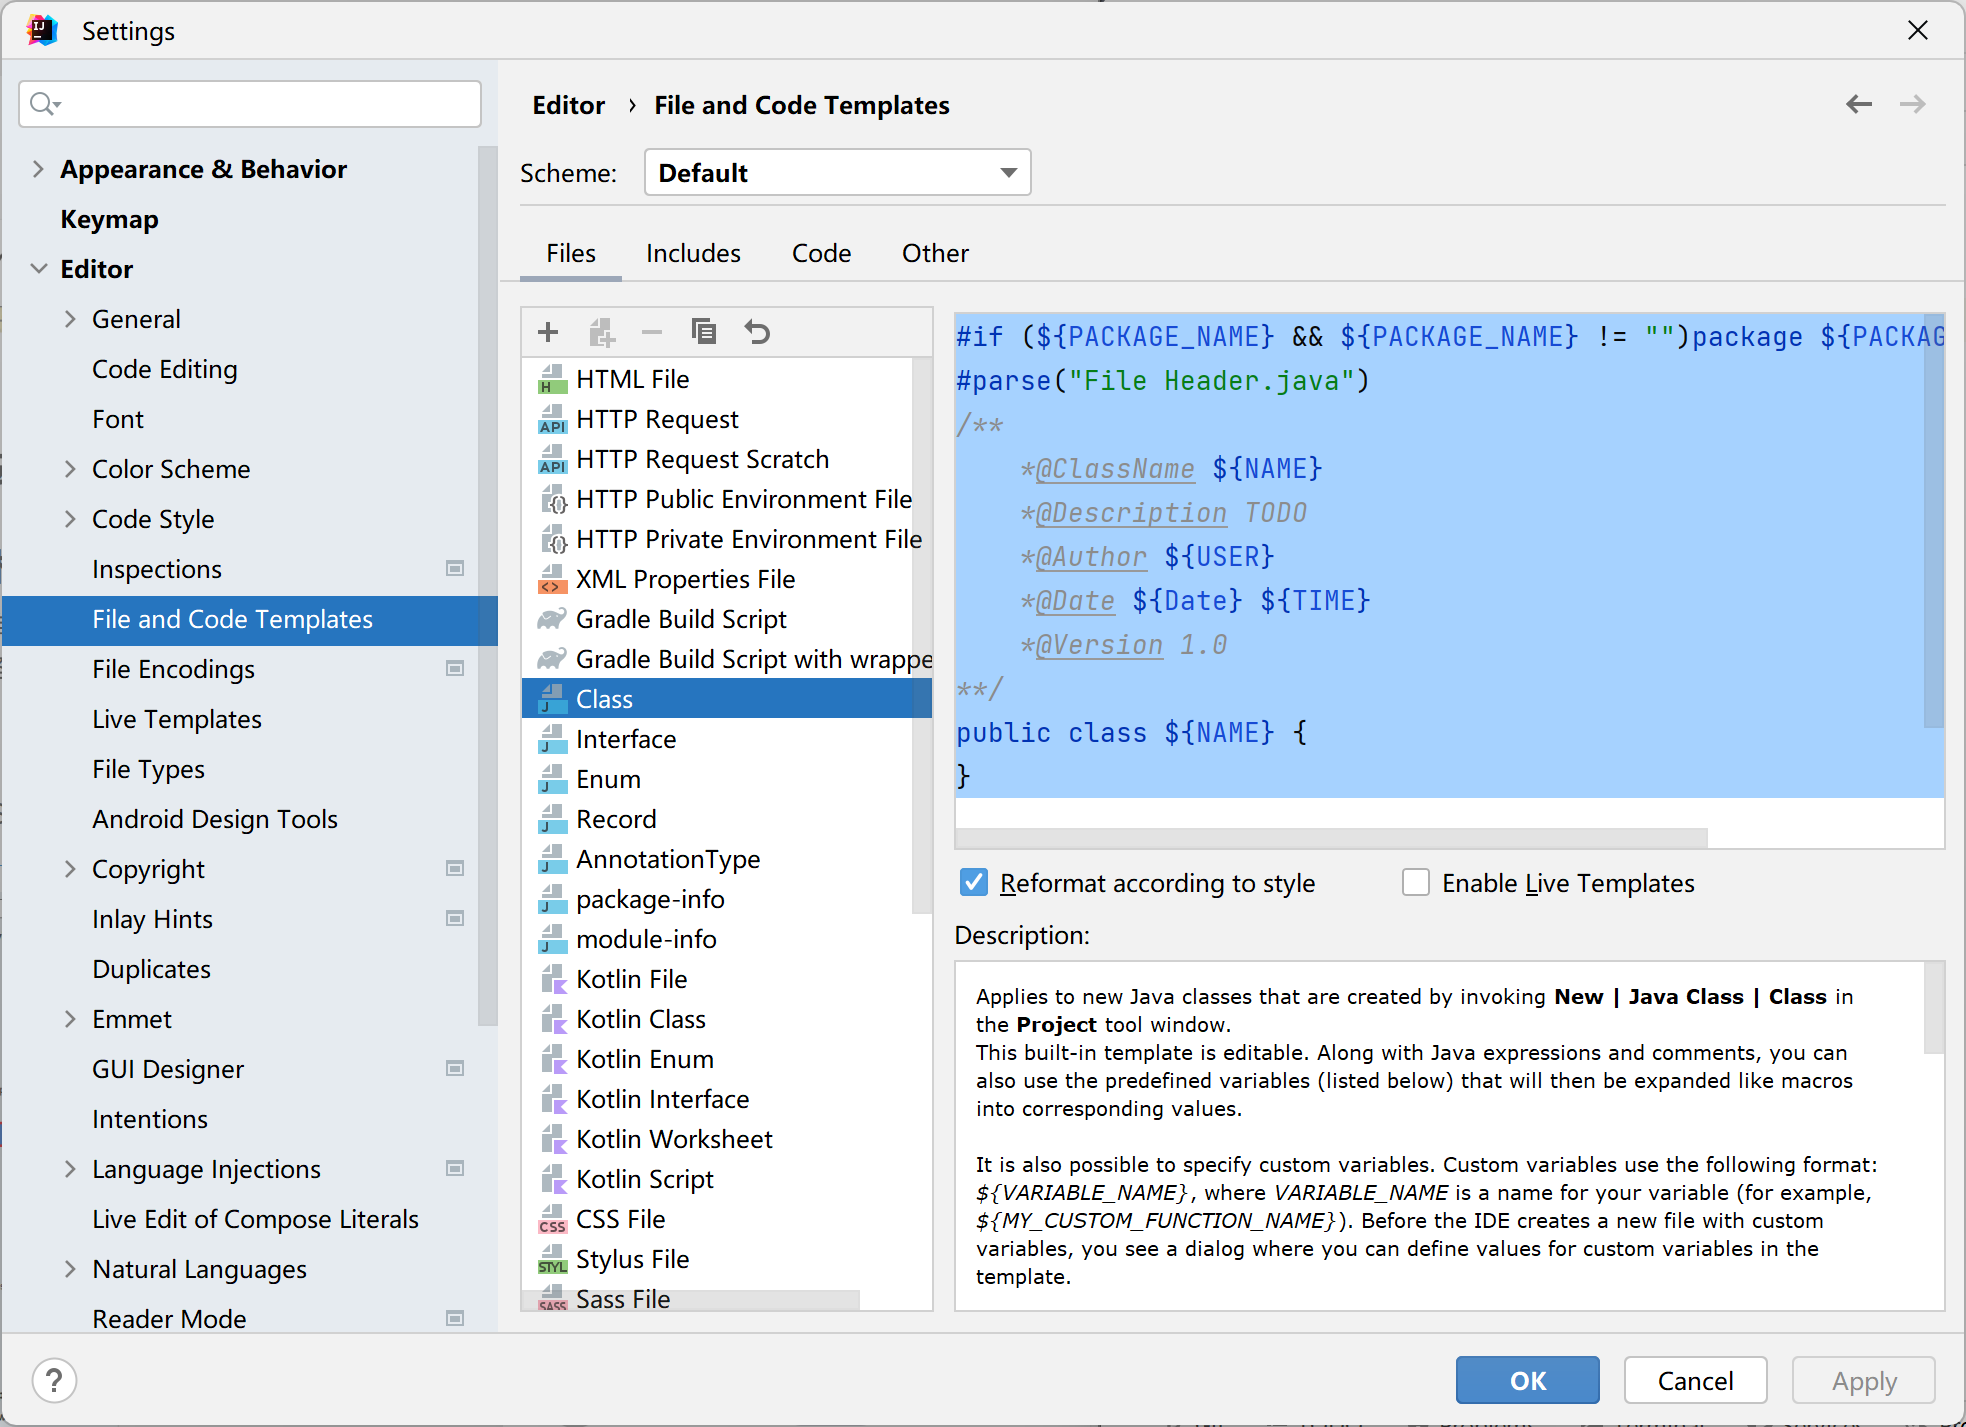 Settings
Appearance & Behavior
Keymap
Editor
General
Code Editing
Font
Color Scheme
Code Style
Inspections
File and Code Templates
File Encodings
Live Templates
File Types
Android Design Tools
Copyright
Inlay Hints
Duplicates
Emmet
GUI Designer
Intentions
Language Injections
Live Edit of Compose Literals
Natural Languages
Reader Mode
Editor › File and Code Templates
Scheme: Default
Files Includes Code Other
HTML File
HTTP Request
HTTP Request Scratch
HTTP Public Environment File
HTTP Private Environment File
XML Properties File
Gradle Build Script
Gradle Build Script with wrappe
Class
Interface
Enum
Record
AnnotationType
package-info
module-info
Kotlin File
Kotlin Class
Kotlin Enum
Kotlin Interface
Kotlin Worksheet
Kotlin Script
CSS File
Stylus File
Sass File
#if (${PACKAGE_NAME} && ${PACKAGE_NAME} != "")package ${PACKAG
#parse("File Header.java")
/**
*@ClassName ${NAME}
*@Description TODO
*@Author ${USER}
*@Date ${Date} ${TIME}
*@Version 1.0
**/
public class ${NAME} {
}
Reformat according to style Enable Live Templates
Description:
Applies to new Java classes that are created by invoking New | Java Class | Class in
the Project tool window.
This built-in template is editable. Along with Java expressions and comments, you can
also use the predefined variables (listed below) that will then be expanded like macros
into corresponding values.
It is also possible to specify custom variables. Custom variables use the following format:
${VARIABLE_NAME}, where VARIABLE_NAME is a name for your variable (for example,
${MY_CUSTOM_FUNCTION_NAME}). Before the IDE creates a new file with custom
variables, you see a dialog where you can define values for custom variables in the
template.
? OK Cancel Apply